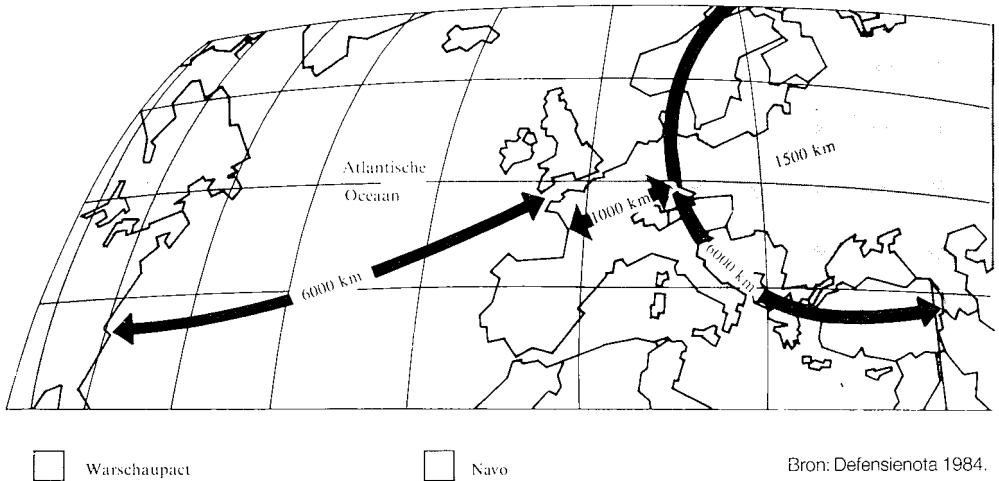 1500 km
Atlantische
Oceaan
1000 km
6000 km
6000 km
Warschaupact
Navo
Bron: Defensienota 1984.